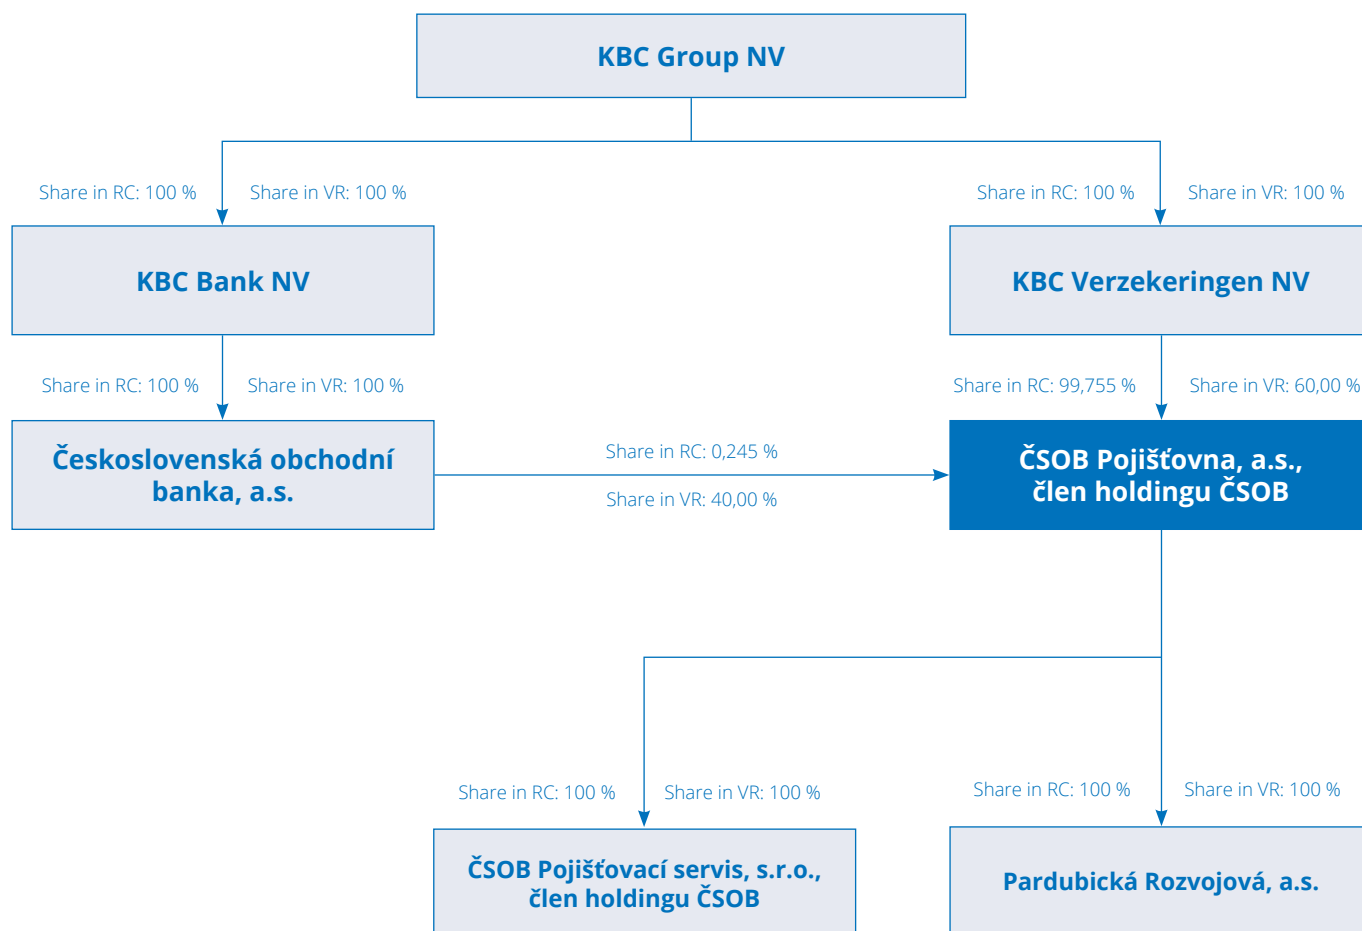 KBC Group NV
Share in RC: 100 %
Share in VR: 100 %
Share in RC: 100 %
Share in VR: 100 %
KBC Bank NV
KBC Verzekeringen NV
Share in RC: 100 %
Share in VR: 100 %
Share in RC: 99,755 %
Share in VR: 60,00 %
Československá obchodní
banka, a.s.
Share in RC: 0,245 %
Share in VR: 40,00 %
ČSOB Pojišťovna, a.s.,
člen holdingu ČSOB
Share in RC: 100 %
Share in VR: 100 %
Share in RC: 100 %
Share in VR: 100 %
ČSOB Pojišťovací servis, s.r.o.,
člen holdingu ČSOB
Pardubická Rozvojová, a.s.